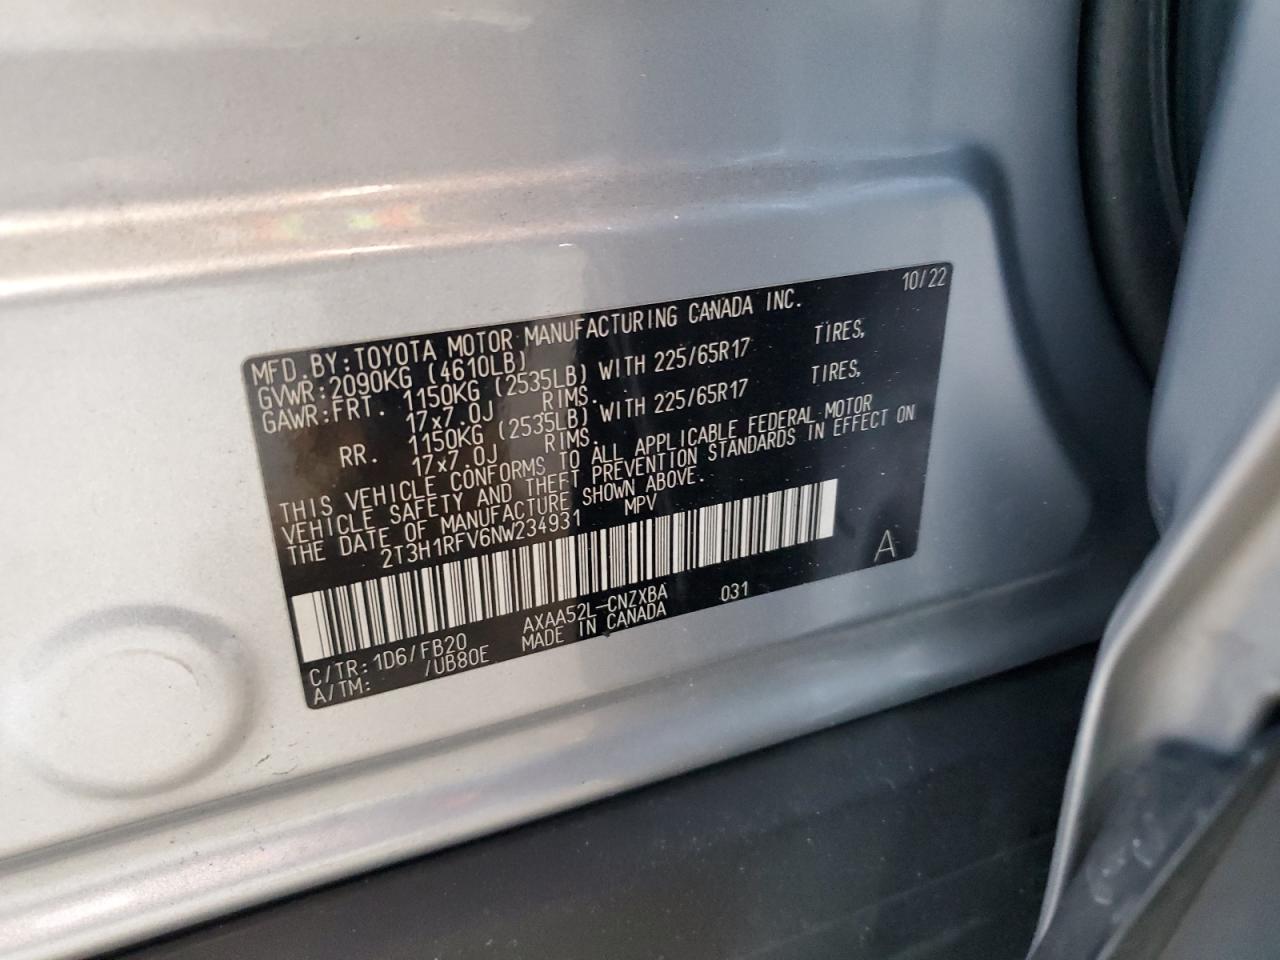 10/22
MFD.BY:TOYOTA MOTOR MANUFACTURING CANADA INC.
GVWR:2090KG (4610LB)
GAWR:FRT. 1150KG (2535LB) WITH 225/65R17 TIRES,
17x7.0J RIMS.
RR. 1150KG (2535LB) WITH 225/65R17 TIRES,
17x7.0J RIMS.
THIS VEHICLE CONFORMS TO ALL APPLICABLE FEDERAL MOTOR
VEHICLE SAFETY AND THEFT PREVENTION STANDARDS IN EFFECT ON
THE DATE OF MANUFACTURE SHOWN ABOVE.
2T3H1RFV6NW234931 MPV
A
C/TR:1D6/FB20 AXAA52L-CNZXBA 031
A/TM: /UB80E MADE IN CANADA